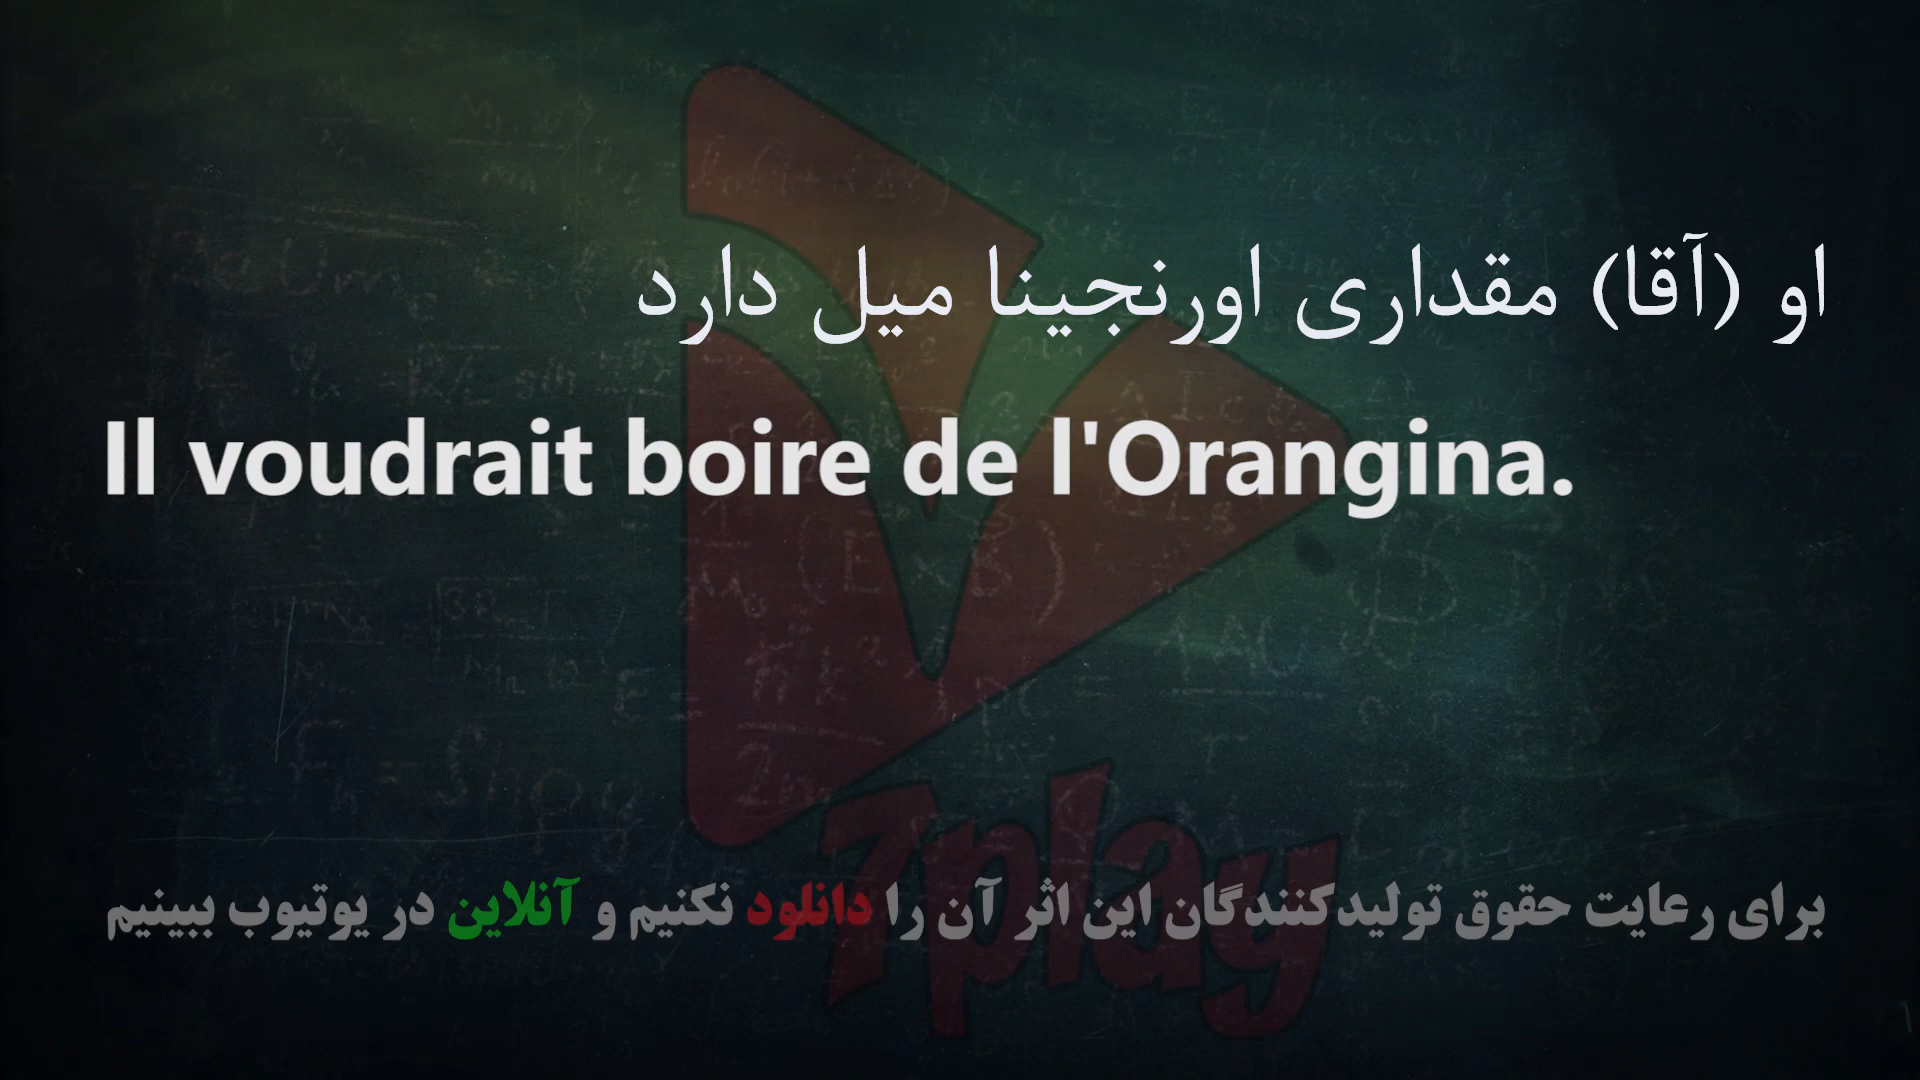 او (آقا) مقداری اورنجینا میل دارد
Il voudrait boire de l'Orangina.
برای رعایت حقوق تولیدکنندگان این اثر آن را دانلود نکنیم و آنلاین در یوتیوب ببینیم
7play